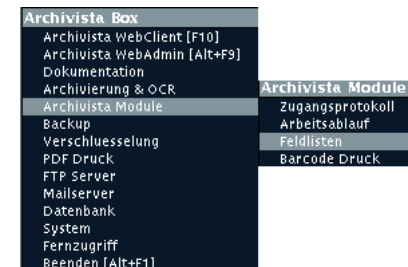 Archivista Box
Archivista WebClient [F10]
Archivista WebAdmin [Alt+F9]
Dokumentation
Archivierung & OCR
Archivista Module
Backup
Verschluesselung
PDF Druck
FTP Server
Mailserver
Datenbank
System
Fernzugriff
Beenden [Alt+F1]
Archivista Module
Zugangsprotokoll
Arbeitsablauf
Feldlisten
Barcode Druck